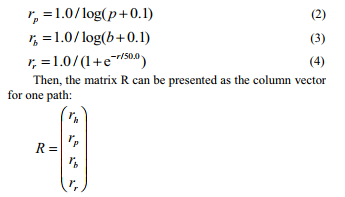 r_p = 1.0/log(p+0.1) (2)
r_b = 1.0/log(b+0.1) (3)
r_r = 1.0/(1+e^{-r/50.0}) (4)
Then, the matrix R can be presented as the column vector
for one path:
R = (r_h
r_p
r_b
r_r)